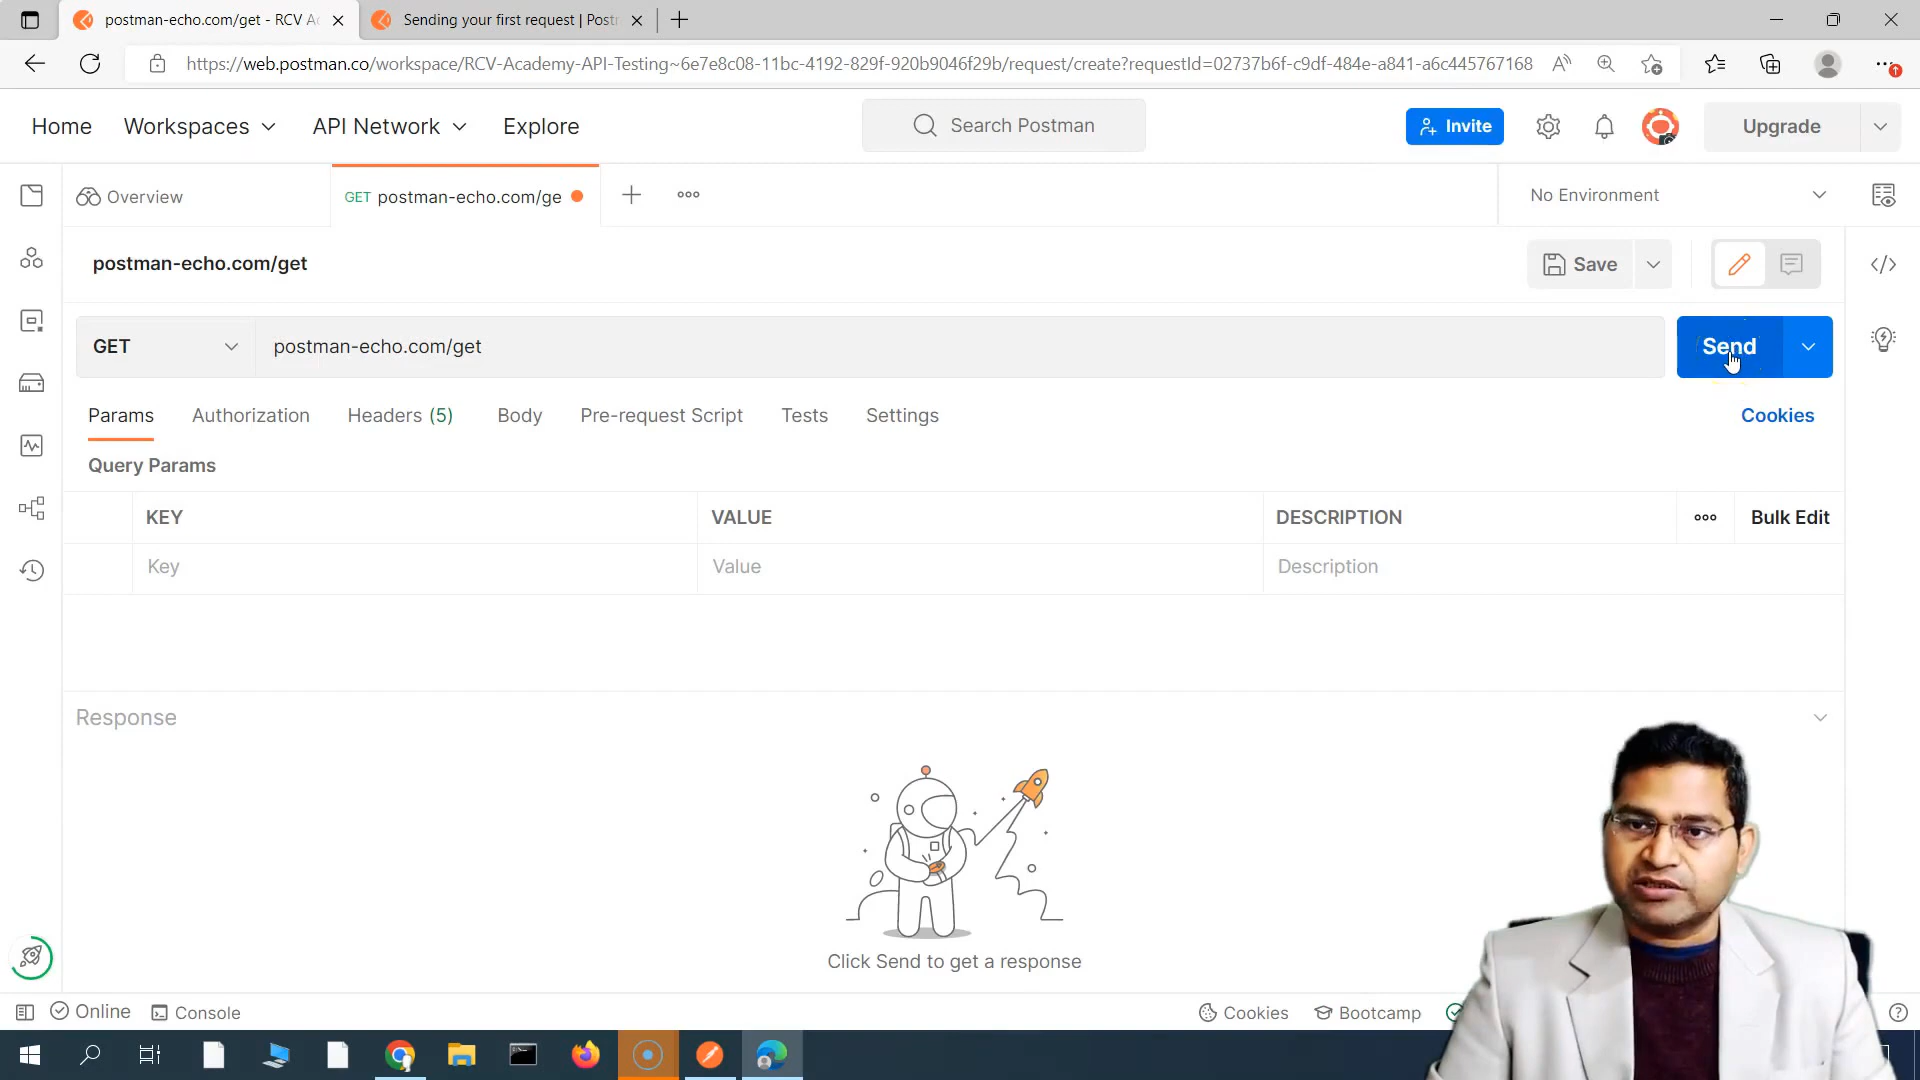 postman-echo.com/get - RCV Ac
Sending your first request | Postm
https://web.postman.co/workspace/RCV-Academy-API-Testing~6e7e8c08-11bc-4192-829f-920b9046f29b/request/create?requestId=02737b6f-c9df-484e-a841-a6c445767168
Home Workspaces API Network Explore
Search Postman
Invite
Upgrade
Overview
GET postman-echo.com/ge
No Environment
postman-echo.com/get
Save
GET
postman-echo.com/get
Send
Params Authorization Headers (5) Body Pre-request Script Tests Settings
Cookies
Query Params
KEY VALUE DESCRIPTION
Bulk Edit
Key Value Description
Response
Click Send to get a response
Online Console
Cookies Bootcamp